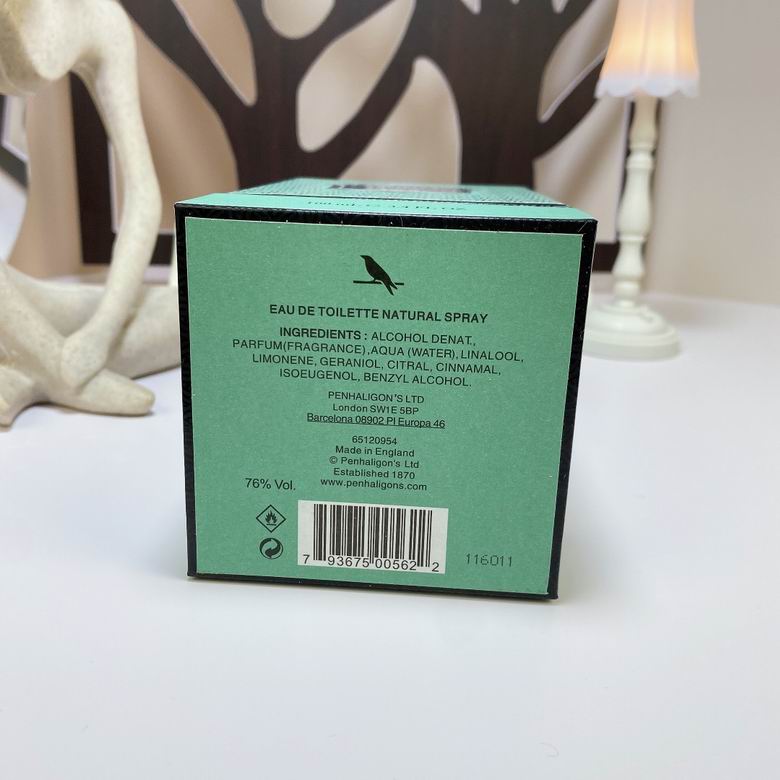 EAU DE TOILETTE NATURAL SPRAY
INGREDIENTS : ALCOHOL DENAT.,
PARFUM(FRAGRANCE),AQUA (WATER),LINALOOL,
LIMONENE, GERANIOL, CITRAL, CINNAMAL,
ISOEUGENOL, BENZYL ALCOHOL.
PENHALIGON'S LTD
London SW1E 5BP
Barcelona 08902 Pl Europa 46
65120954
Made in England
© Penhaligon's Ltd
Established 1870
www.penhaligons.com
76% Vol.
7 93675 00562 2
116011